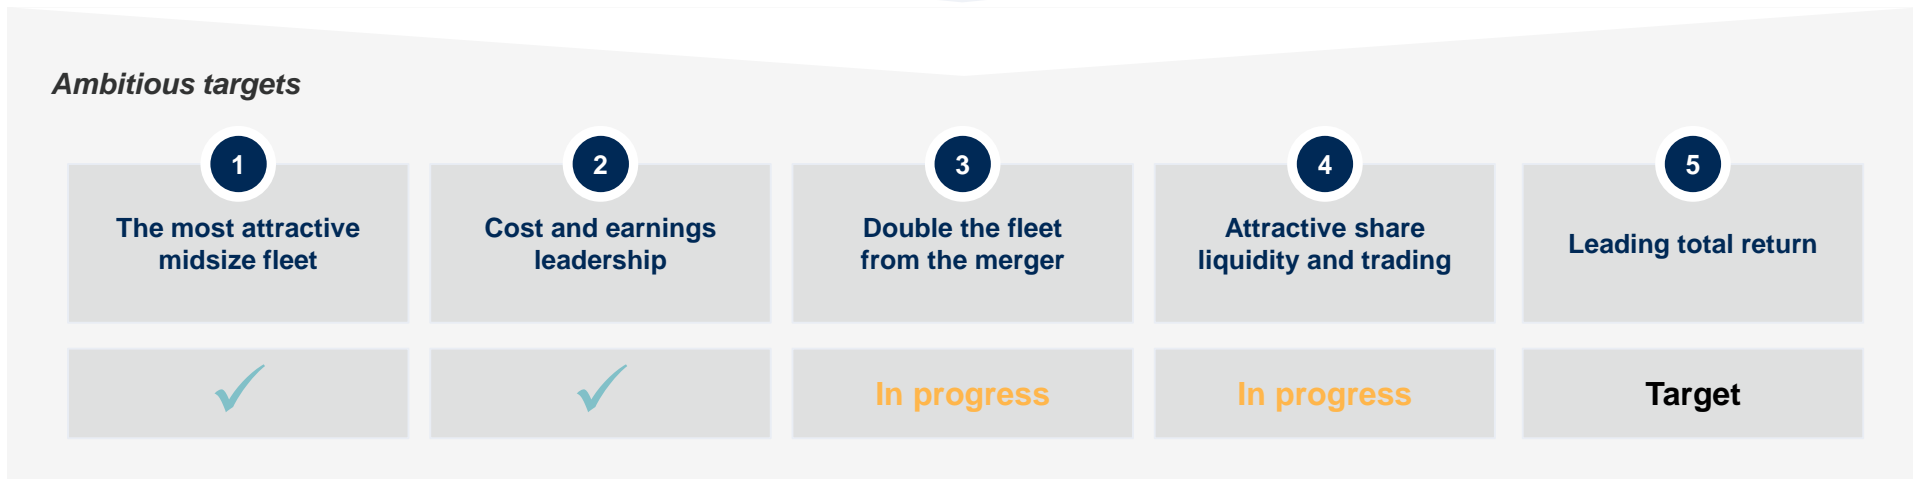 Ambitious targets
1
The most attractive
midsize fleet
2
Cost and earnings
leadership
3
Double the fleet
from the merger
4
Attractive share
liquidity and trading
5
Leading total return
✓
✓
In progress
In progress
Target